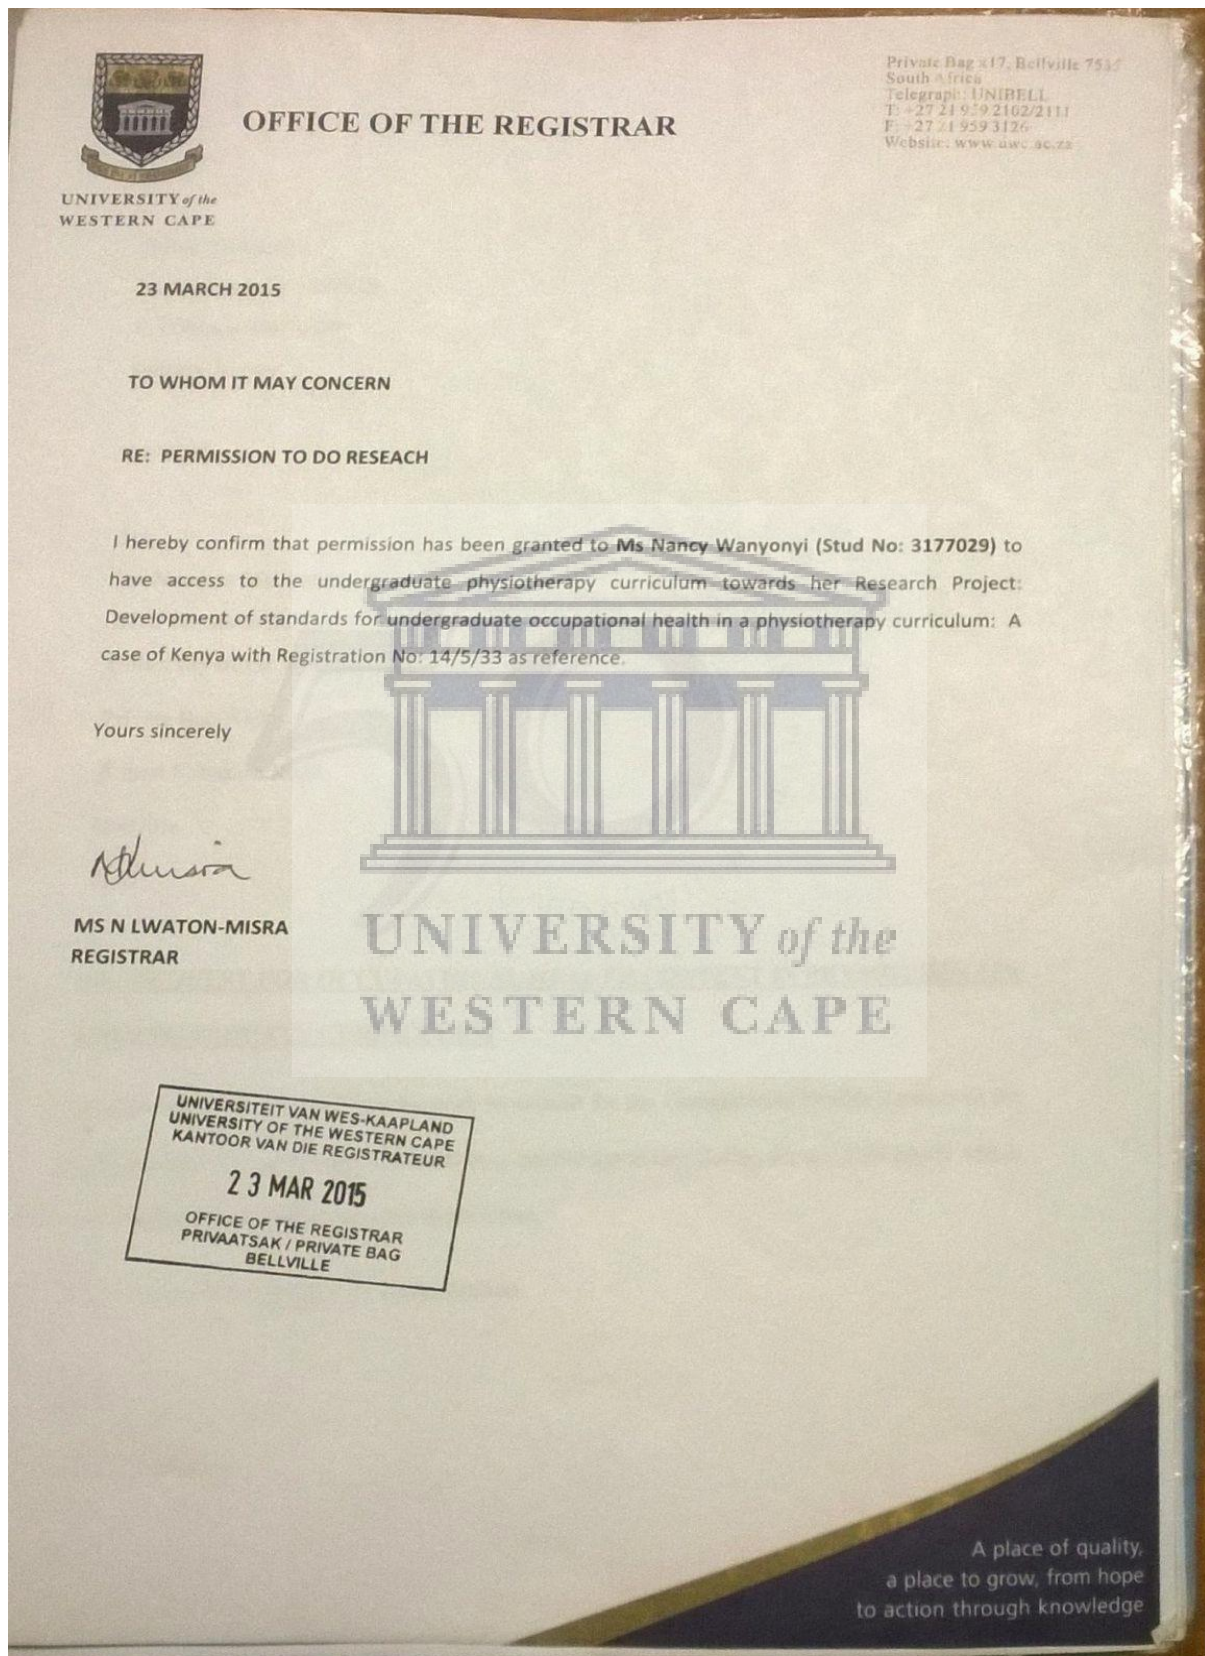 OFFICE OF THE REGISTRAR
Private Bag x17, Bellville 7535
South Africa
Telegraph: UNIBELL
T: +27 21 959 2102/2111
F: +27 21 959 3126
Website: www.uwc.ac.za
UNIVERSITY of the
WESTERN CAPE
23 MARCH 2015
TO WHOM IT MAY CONCERN
RE: PERMISSION TO DO RESEACH
I hereby confirm that permission has been granted to Ms Nancy Wanyonyi (Stud No: 3177029) to
have access to the undergraduate physiotherapy curriculum towards her Research Project:
Development of standards for undergraduate occupational health in a physiotherapy curriculum: A
case of Kenya with Registration No: 14/5/33 as reference.
Yours sincerely
MS N LWATON-MISRA
REGISTRAR
UNIVERSITY of the
WESTERN CAPE
UNIVERSITEIT VAN WES-KAAPLAND
UNIVERSITY OF THE WESTERN CAPE
KANTOOR VAN DIE REGISTRATEUR
23 MAR 2015
OFFICE OF THE REGISTRAR
PRIVAATSAK / PRIVATE BAG
BELLVILLE
A place of quality,
a place to grow, from hope
to action through knowledge